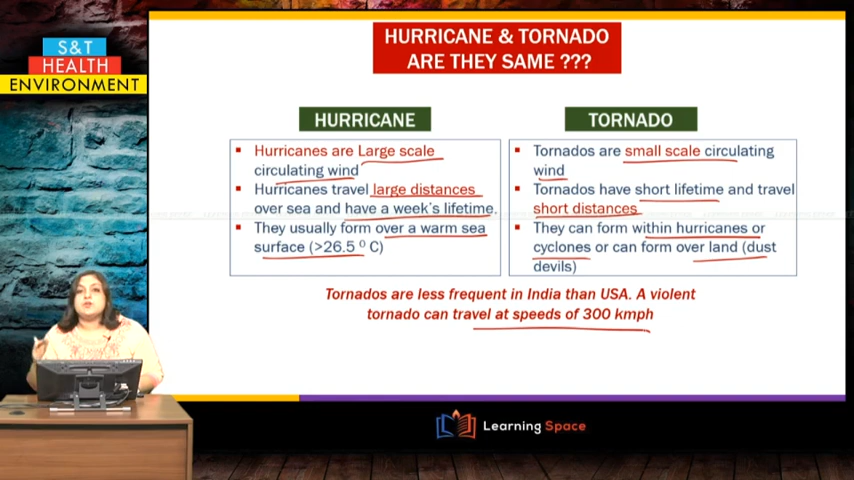 S&T
HEALTH
ENVIRONMENT
HURRICANE & TORNADO
ARE THEY SAME ???
HURRICANE
▪ Hurricanes are Large scale
circulating wind
▪ Hurricanes travel large distances
over sea and have a week's lifetime.
▪ They usually form over a warm sea
surface (>26.5 ⁰ C)
TORNADO
▪ Tornados are small scale circulating
wind
▪ Tornados have short lifetime and travel
short distances
▪ They can form within hurricanes or
cyclones or can form over land (dust
devils)
Tornados are less frequent in India than USA. A violent
tornado can travel at speeds of 300 kmph
Learning Space